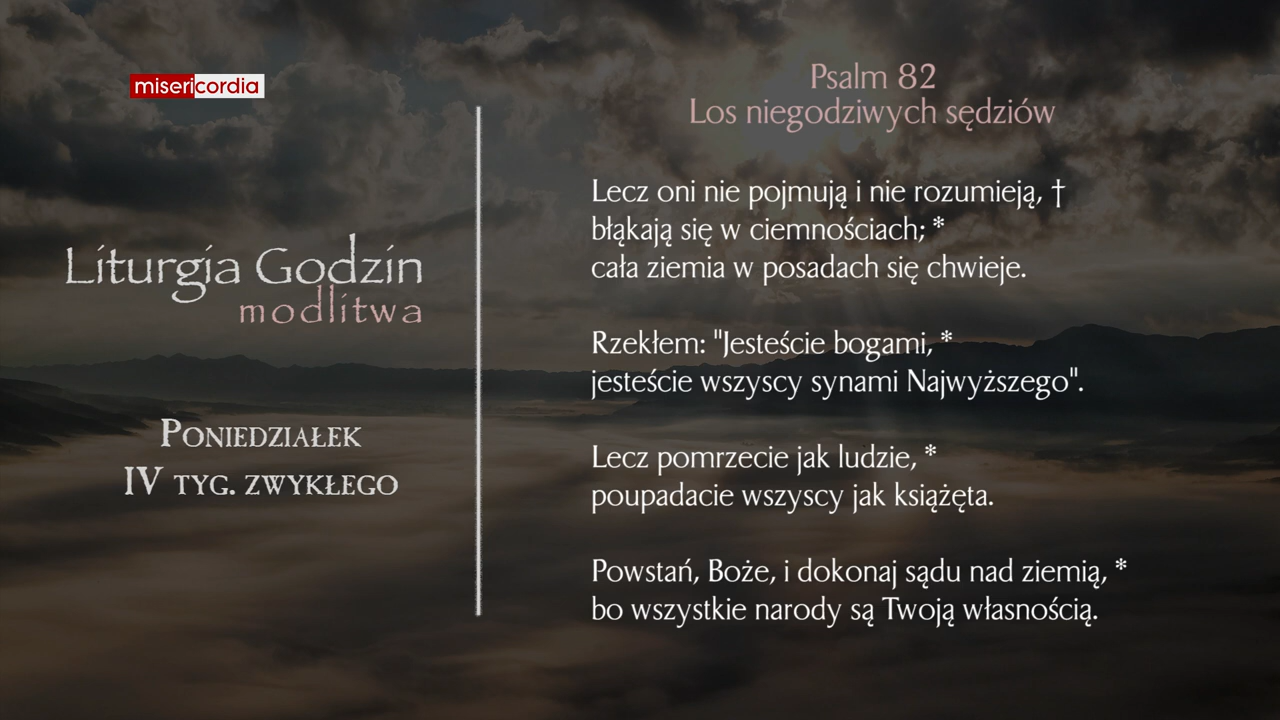 misericordia
Liturgia Godzin
modlitwa
Poniedziałek
IV tyg. zwykłego
Psalm 82
Los niegodziwych sędziów
Lecz oni nie pojmują i nie rozumieją, †
błąkają się w ciemnościach; *
cała ziemia w posadach się chwieje.
Rzekłem: "Jesteście bogami, *
jesteście wszyscy synami Najwyższego".
Lecz pomrzecie jak ludzie, *
poupadacie wszyscy jak książęta.
Powstań, Boże, i dokonaj sądu nad ziemią, *
bo wszystkie narody są Twoją własnością.